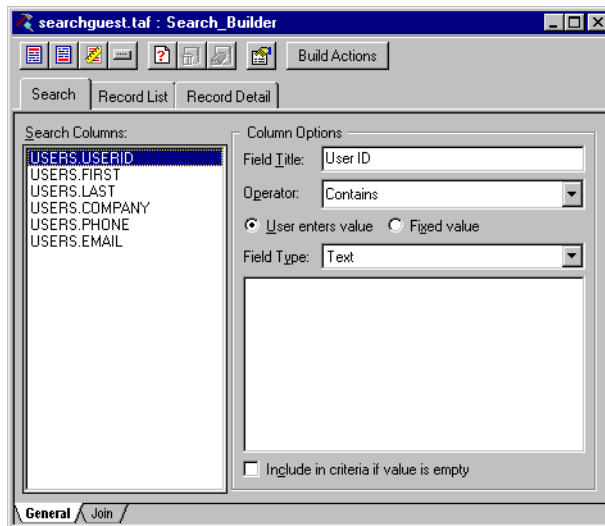 searchguest.taf : Search_Builder
Build Actions
Search Record List Record Detail
Search Columns:
USERS.USERID
USERS.FIRST
USERS.LAST
USERS.COMPANY
USERS.PHONE
USERS.EMAIL
Column Options
Field Title: User ID
Operator: Contains
User enters value Fixed value
Field Type: Text
Include in criteria if value is empty
General Join